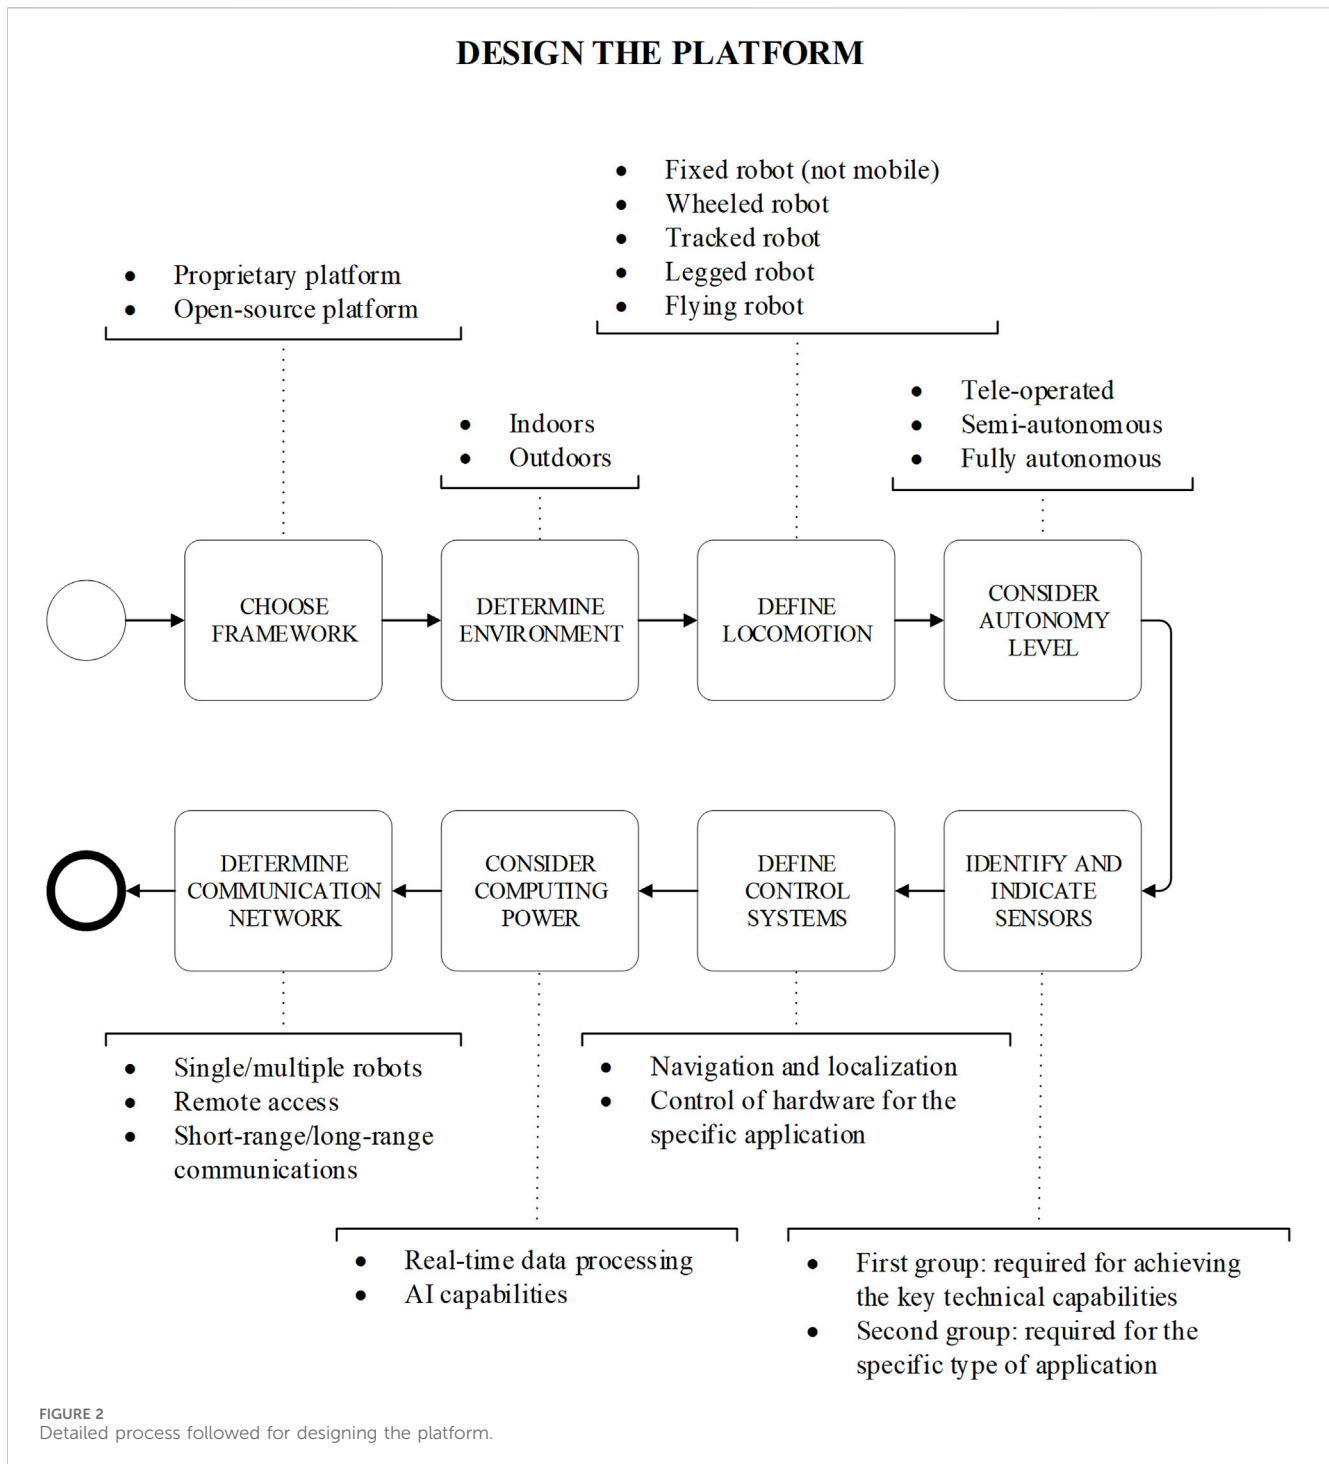 DESIGN THE PLATFORM
• Fixed robot (not mobile)
• Wheeled robot
• Tracked robot
• Legged robot
• Flying robot
• Proprietary platform
• Open-source platform
• Tele-operated
• Semi-autonomous
• Fully autonomous
• Indoors
• Outdoors
CHOOSE
FRAMEWORK
DETERMINE
ENVIRONMENT
DEFINE
LOCOMOTION
CONSIDER
AUTONOMY
LEVEL
IDENTIFY AND
INDICATE
SENSORS
DEFINE
CONTROL
SYSTEMS
CONSIDER
COMPUTING
POWER
DETERMINE
COMMUNICATION
NETWORK
• Single/multiple robots
• Remote access
• Short-range/long-range
communications
• Navigation and localization
• Control of hardware for the
specific application
• Real-time data processing
• AI capabilities
• First group: required for achieving
the key technical capabilities
• Second group: required for the
specific type of application
FIGURE 2
Detailed process followed for designing the platform.